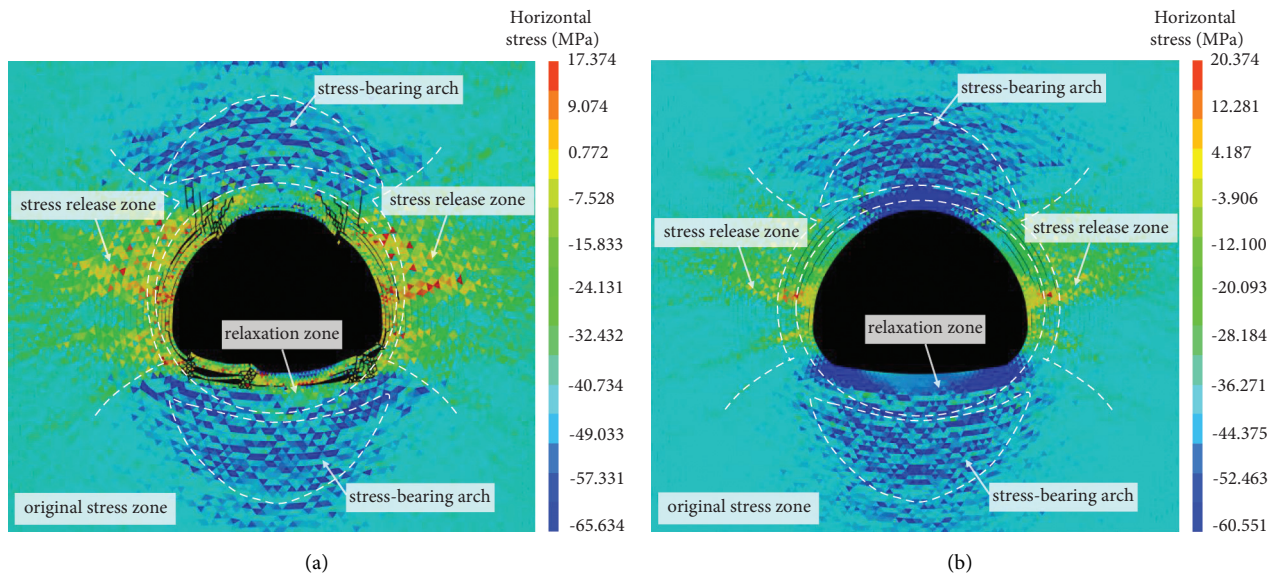 Horizontal
stress (MPa)
17.374
9.074
0.772
-7.528
-15.833
-24.131
-32.432
-40.734
-49.033
-57.331
-65.634
stress-bearing arch
stress release zone
stress release zone
relaxation zone
stress-bearing arch
original stress zone
(a)
Horizontal
stress (MPa)
20.374
12.281
4.187
-3.906
-12.100
-20.093
-28.184
-36.271
-44.375
-52.463
-60.551
stress-bearing arch
stress release zone
stress release zone
relaxation zone
stress-bearing arch
original stress zone
(b)